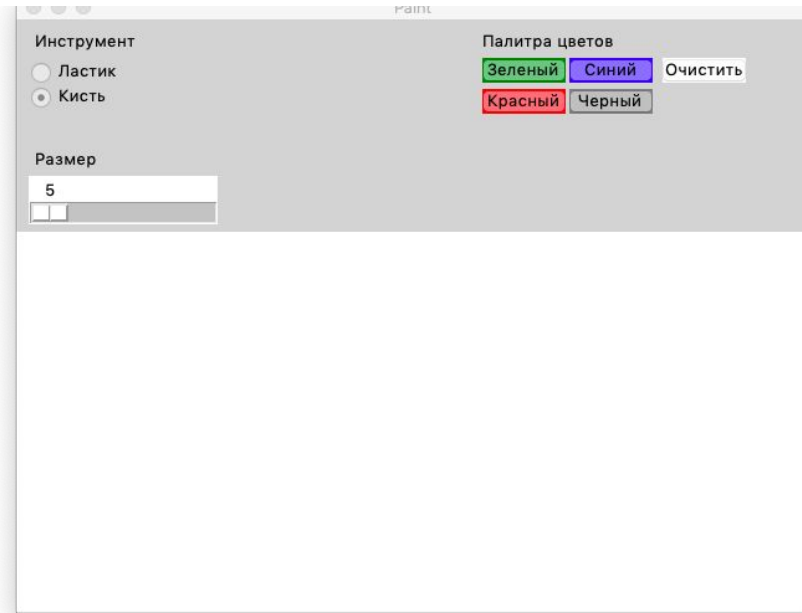 Paint
Инструмент
Ластик
Кисть
Размер
5
Палитра цветов
Зеленый Синий Очистить
Красный Черный